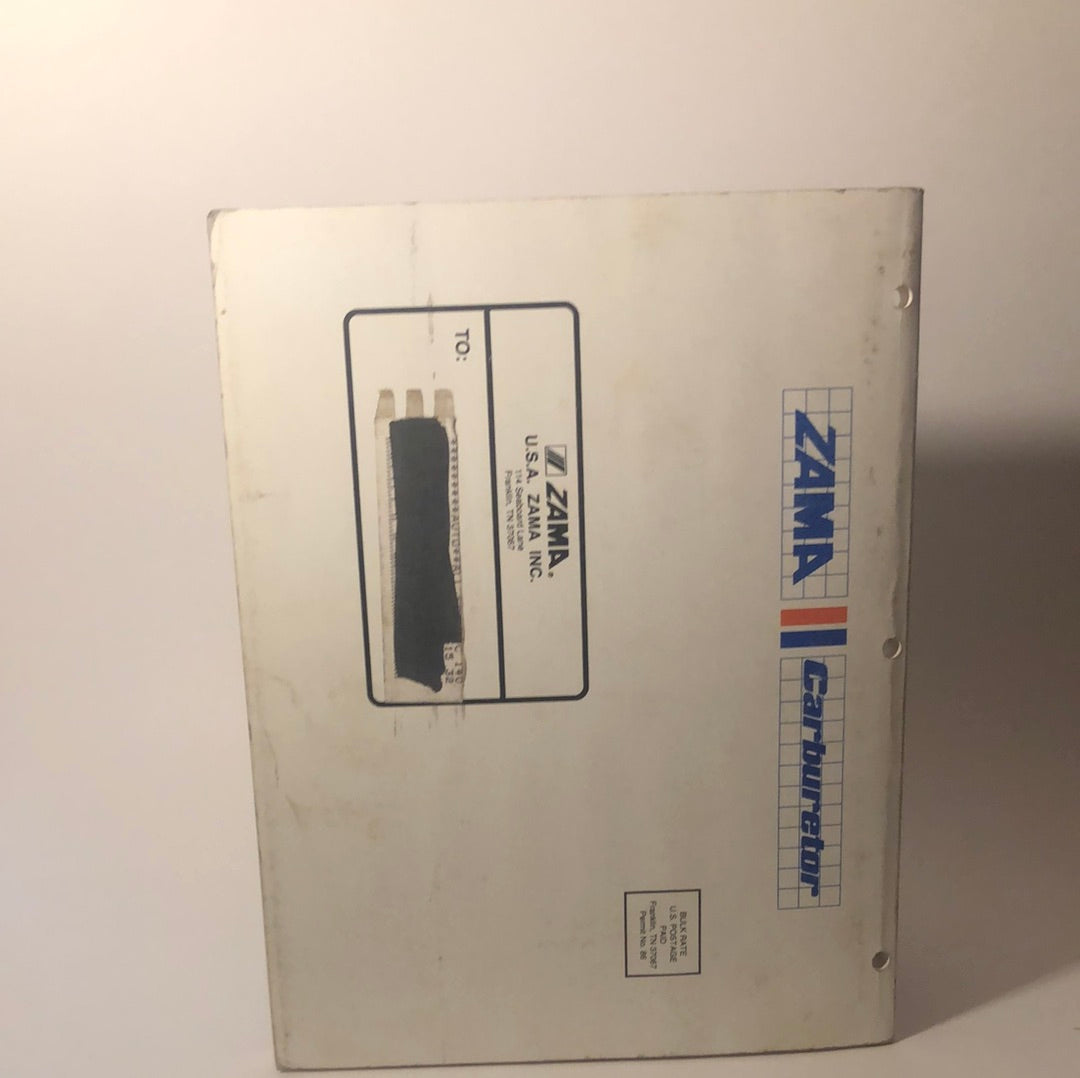 ZAMA Carburetor
ZAMA®
U.S.A. ZAMA INC.
114 Seaboard Lane
Franklin, TN 37067
TO:
BULK RATE
U.S. POSTAGE
PAID
Franklin, TN 37067
Permit No. 86